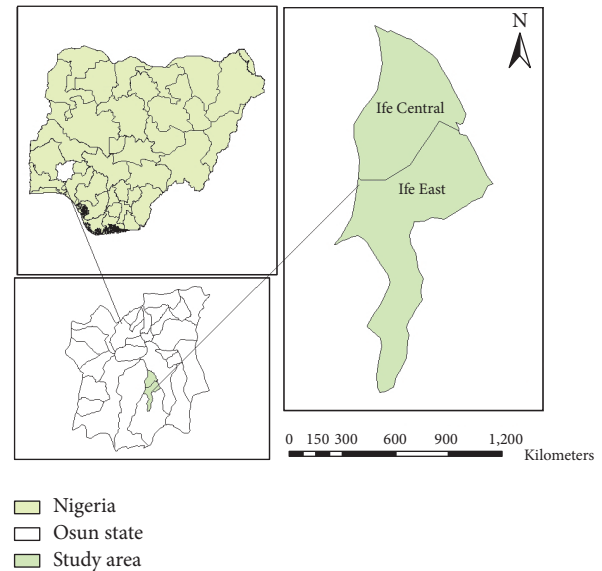 N
Ife Central
Ife East
0 150 300 600 900 1,200
Kilometers
Nigeria
Osun state
Study area